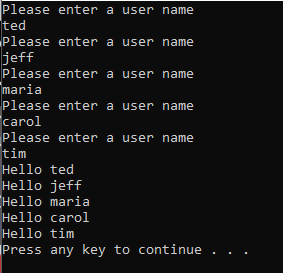 Please enter a user name
ted
Please enter a user name
jeff
Please enter a user name
maria
Please enter a user name
carol
Please enter a user name
tim
Hello ted
Hello jeff
Hello maria
Hello carol
Hello tim
Press any key to continue . . .